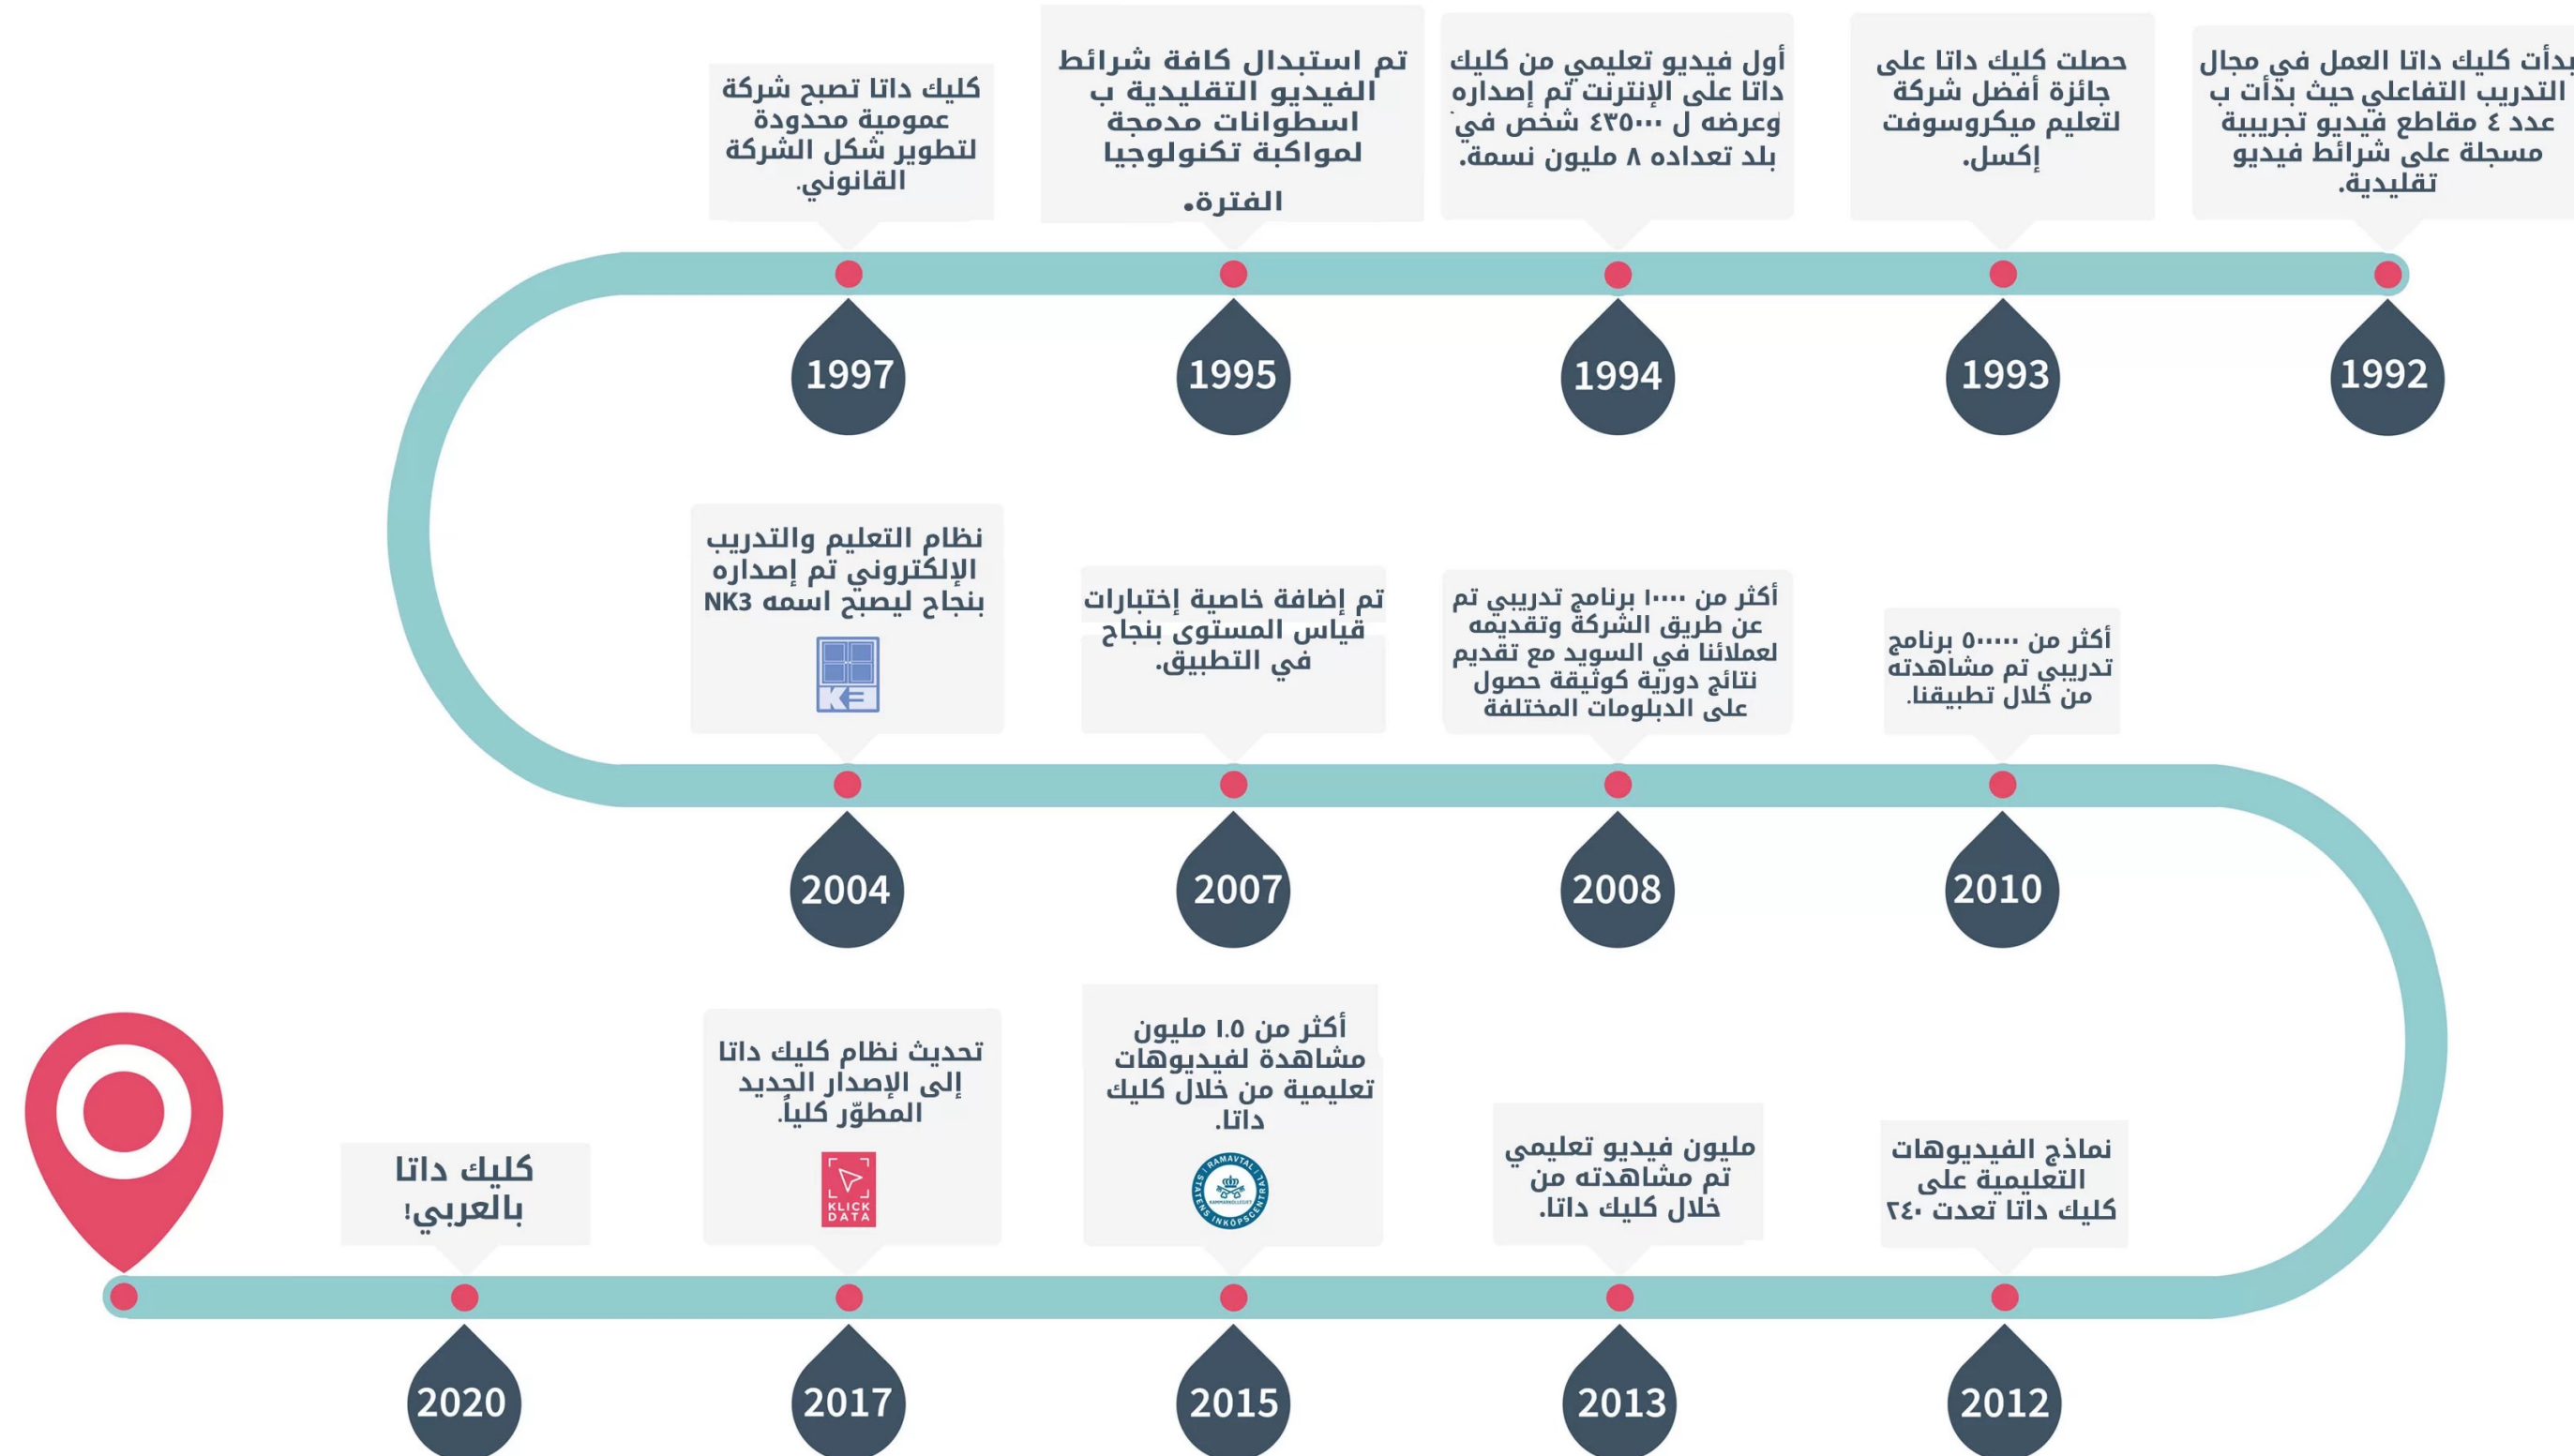 بدأت كليك داتا العمل في مجال
التدريب التفاعلي حيث بدأت ب
عدد ٤ مقاطع فيديو تجريبية
مسجلة على شرائط فيديو
تقليدية.
1992
حصلت كليك داتا على
جائزة أفضل شركة
لتعليم ميكروسوفت
إكسل.
1993
أول فيديو تعليمي من كليك
داتا على الإنترنت تم إصداره
وعرضه ل ٤٣٥٠٠٠ شخص في
بلد تعداده ٨ مليون نسمة.
1994
تم استبدال كافة شرائط
الفيديو التقليدية ب
اسطوانات مدمجة
لمواكبة تكنولوجيا
الفترة.
1995
كليك داتا تصبح شركة
عمومية محدودة
لتطوير شكل الشركة
القانوني.
1997
نظام التعليم والتدريب
الإلكتروني تم إصداره
بنجاح ليصبح اسمه NK3
K3
2004
تم إضافة خاصية إختبارات
قياس المستوى بنجاح
في التطبيق.
2007
أكثر من ١٠٠٠٠ برنامج تدريبي تم
عن طريق الشركة وتقديمه
لعملائنا في السويد مع تقديم
نتائج دورية كوثيقة حصول
على الدبلومات المختلفة
2008
أكثر من ٥٠٠٠٠٠ برنامج
تدريبي تم مشاهدته
من خلال تطبيقنا.
2010
نماذج الفيديوهات
التعليمية على
كليك داتا تعدت ٢٤٠
2012
مليون فيديو تعليمي
تم مشاهدته من
خلال كليك داتا.
2013
أكثر من ١.٥ مليون
مشاهدة لفيديوهات
تعليمية من خلال كليك
داتا.
RAMAVTAL
STATENS INKÖPSCENTRAL
KAMMARKOLLEGIET
2015
تحديث نظام كليك داتا
إلى الإصدار الجديد
المطوّر كلياً.
KLICK
DATA
2017
كليك داتا
بالعربي!
2020